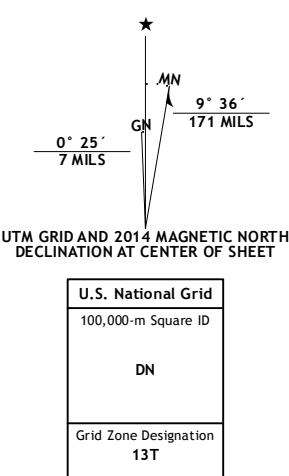 ★
MN
GN
9° 36´
171 MILS
0° 25´
7 MILS
UTM GRID AND 2014 MAGNETIC NORTH
DECLINATION AT CENTER OF SHEET
U.S. National Grid
100,000-m Square ID
DN
Grid Zone Designation
13T